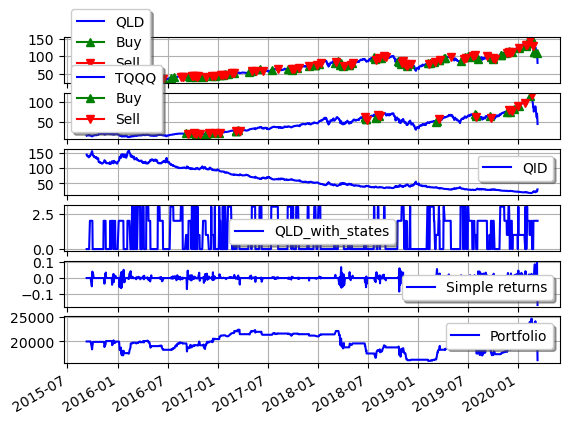 QLD
Buy
Sell
150
100
50
TQQQ
Buy
Sell
100
50
QID
150
100
50
QLD_with_states
2.5
0.0
Simple returns
0.1
0.0
−0.1
Portfolio
25000
20000
2015-07
2016-01
2016-07
2017-01
2017-07
2018-01
2018-07
2019-01
2019-07
2020-01